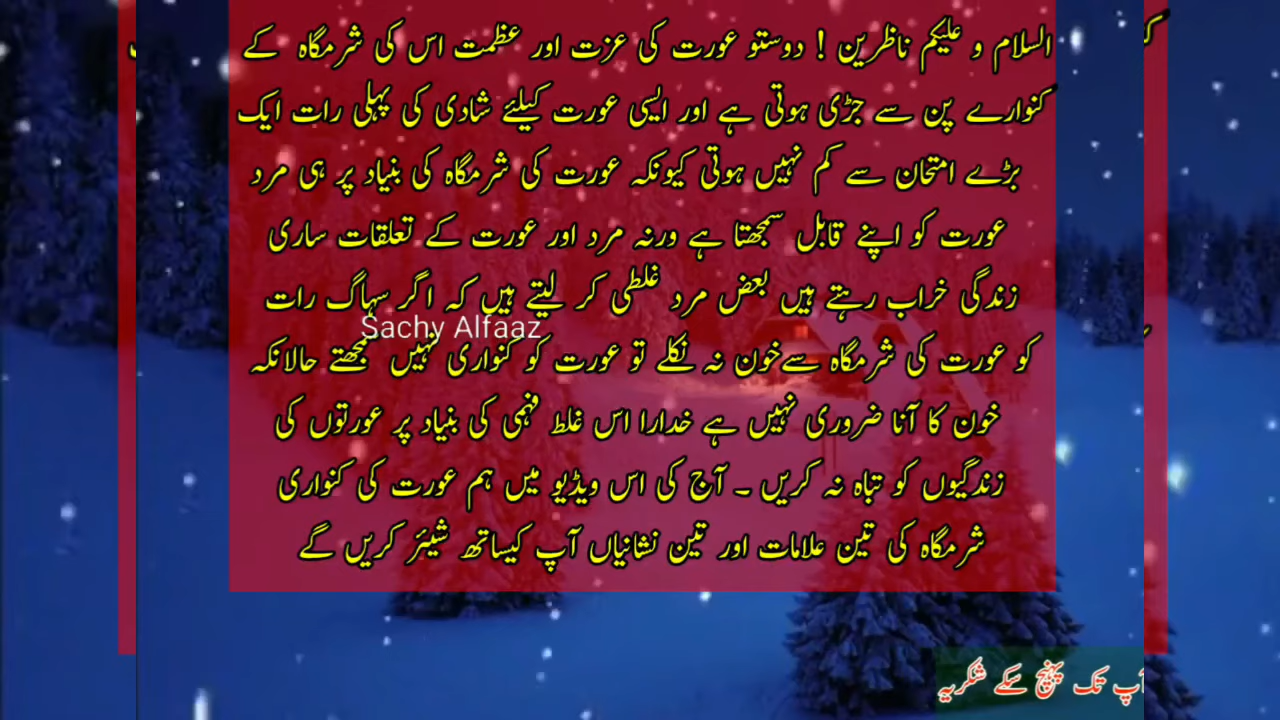 السلام و علیکم ناظرین ! دوستو عورت کی عزت اور عظمت اس کی شرمگاہ کے
کنوارے پن سے جڑی ہوتی ہے اور ایسی عورت کیلئے شادی کی پہلی رات ایک
بڑے امتحان سے کم نہیں ہوتی کیونکہ عورت کی شرمگاہ کی بنیاد پر ہی مرد
عورت کو اپنے قابل سمجھتا ہے ورنہ مرد اور عورت کے تعلقات ساری
زندگی خراب رہتے ہیں بعض مرد غلطی کر لیتے ہیں کہ اگر سہاگ رات
Sachy Alfaaz
کو عورت کی شرمگاہ سےخون نہ نکلے تو عورت کو کنواری نہیں سمجھتے حالانکہ
خون کا آنا ضروری نہیں ہے خدارا اس غلط فہمی کی بنیاد پر عورتوں کی
زندگیوں کو تباہ نہ کریں ۔ آج کی اس ویڈیو میں ہم عورت کی کنواری
شرمگاہ کی تین علامات اور تین نشانیاں آپ کیساتھ شیئر کریں گے
آپ تک پہنچ سکے شکریہ